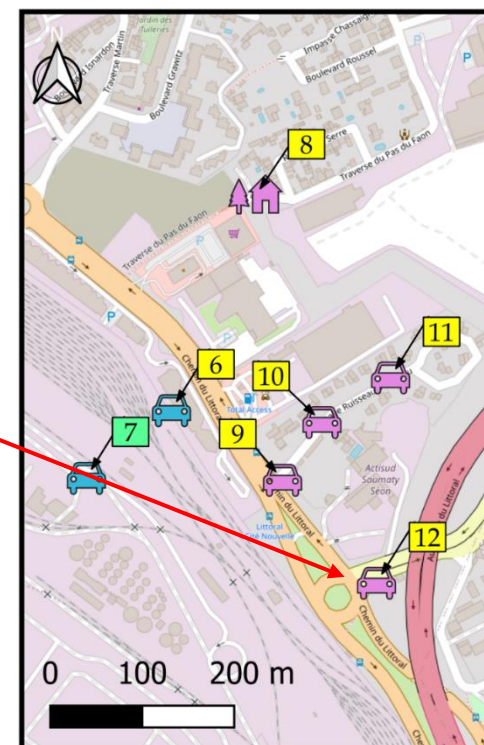 N
Jardin des
Tuileries
Impasse Chassaig
Boulevard Roussel
Traverse Martin
Boulevard Grawitz
8
Serre
Traverse du Pas du Faon
Traverse du Pas du Faon
P
P
P
11
6
10
Chemin du Littoral
Total Access
Ruisseau
7
9
Actisud
Saumaty
Séon
Littoral
Cité Nouvelle
Chemin du Littoral
12
Chemin du Littoral
0 100 200 m